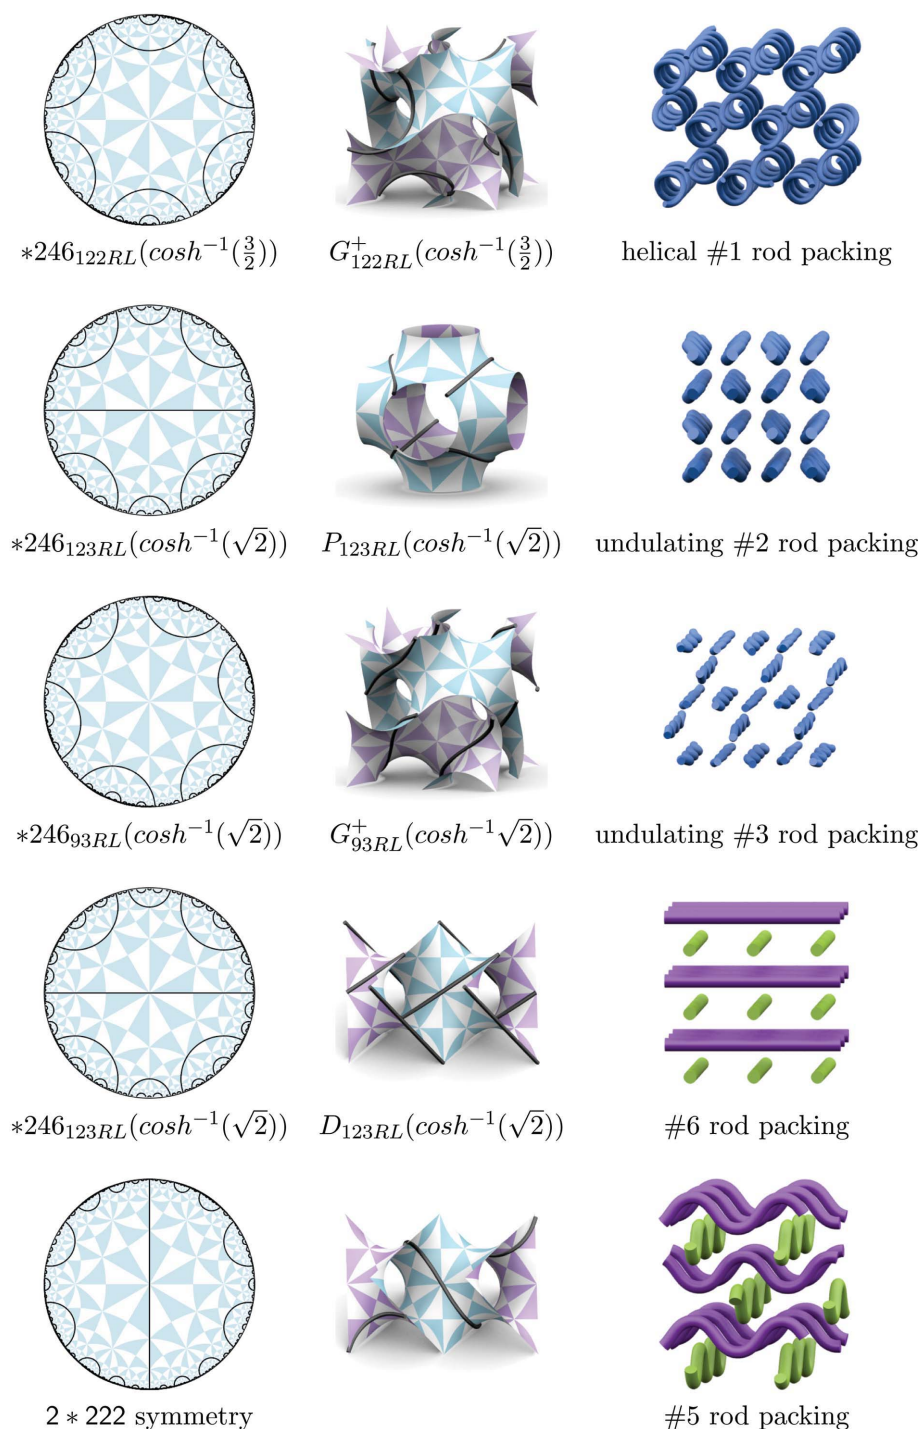 ∗246₁₂₂RL(cosh⁻¹(3/2)) G⁺₁₂₂RL(cosh⁻¹(3/2)) helical #1 rod packing
∗246₁₂₃RL(cosh⁻¹(√2)) P₁₂₃RL(cosh⁻¹(√2)) undulating #2 rod packing
∗246₉₃RL(cosh⁻¹(√2)) G⁺₉₃RL(cosh⁻¹√2)) undulating #3 rod packing
∗246₁₂₃RL(cosh⁻¹(√2)) D₁₂₃RL(cosh⁻¹(√2)) #6 rod packing
2 ∗ 222 symmetry #5 rod packing